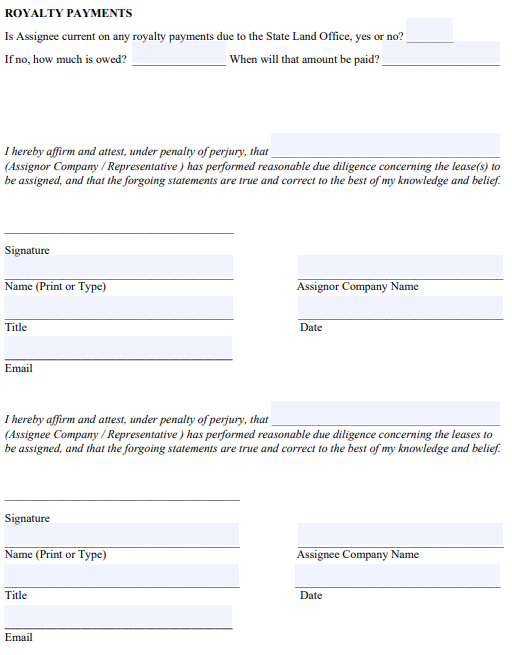 ROYALTY PAYMENTS
Is Assignee current on any royalty payments due to the State Land Office, yes or no?
If no, how much is owed? When will that amount be paid?
I hereby affirm and attest, under penalty of perjury, that
(Assignor Company / Representative ) has performed reasonable due diligence concerning the lease(s) to
be assigned, and that the forgoing statements are true and correct to the best of my knowledge and belief.
Signature
Name (Print or Type) Assignor Company Name
Title Date
Email
I hereby affirm and attest, under penalty of perjury, that
(Assignee Company / Representative ) has performed reasonable due diligence concerning the leases to
be assigned, and that the forgoing statements are true and correct to the best of my knowledge and belief.
Signature
Name (Print or Type) Assignee Company Name
Title Date
Email